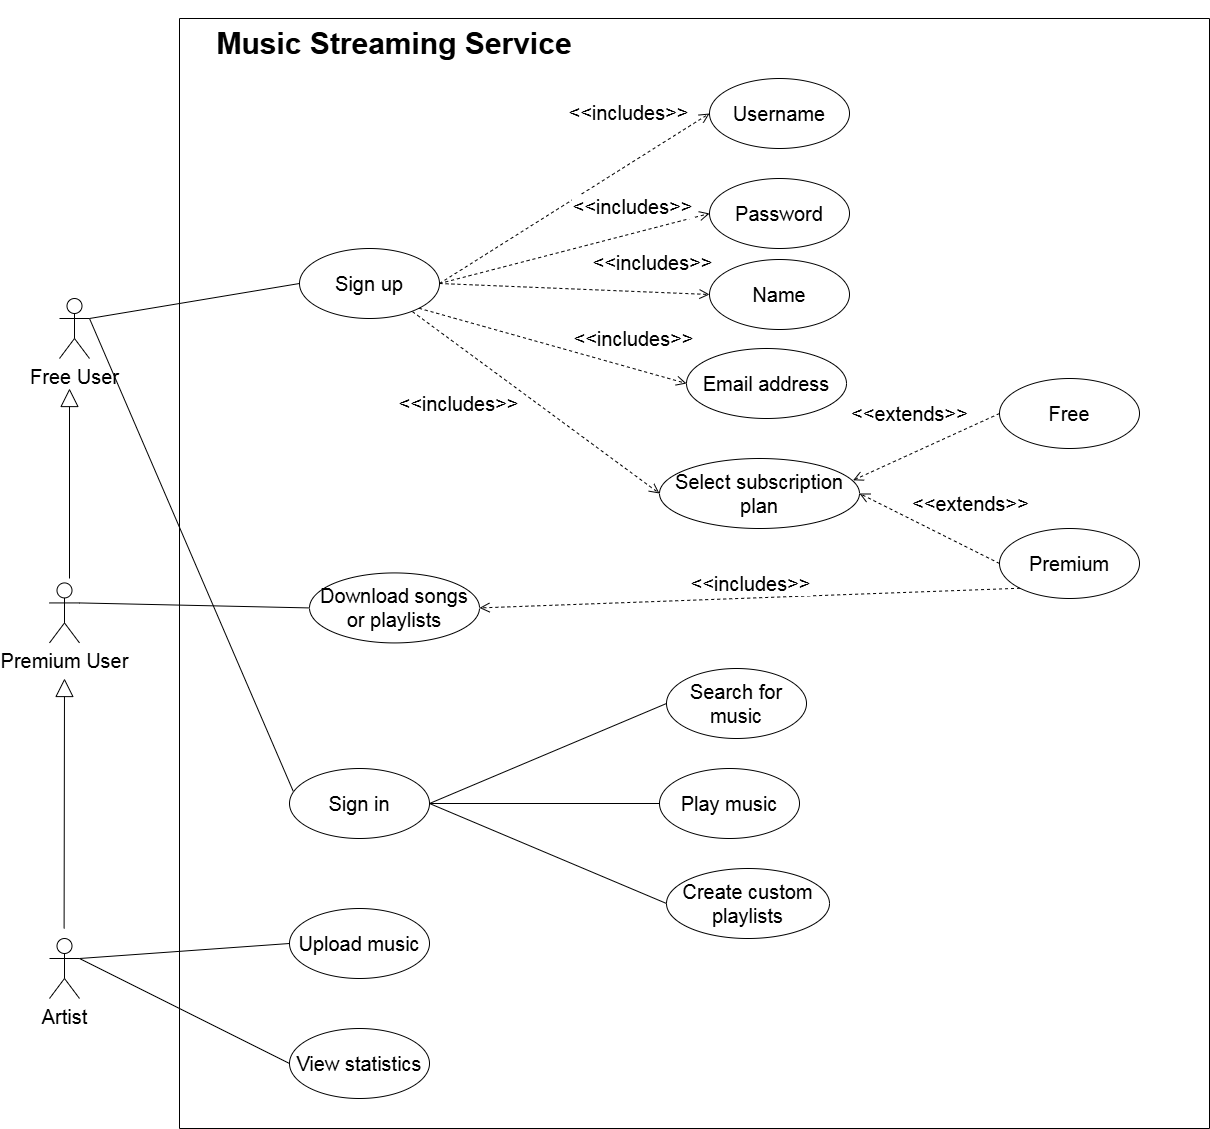 Music Streaming Service
<<includes>>
Username
<<includes>>
Password
<<includes>>
Name
Sign up
<<includes>>
Email address
Free User
<<includes>>
<<extends>>
Free
Select subscription
plan
<<extends>>
Premium
<<includes>>
Download songs
or playlists
Premium User
Search for
music
Sign in
Play music
Create custom
playlists
Upload music
Artist
View statistics